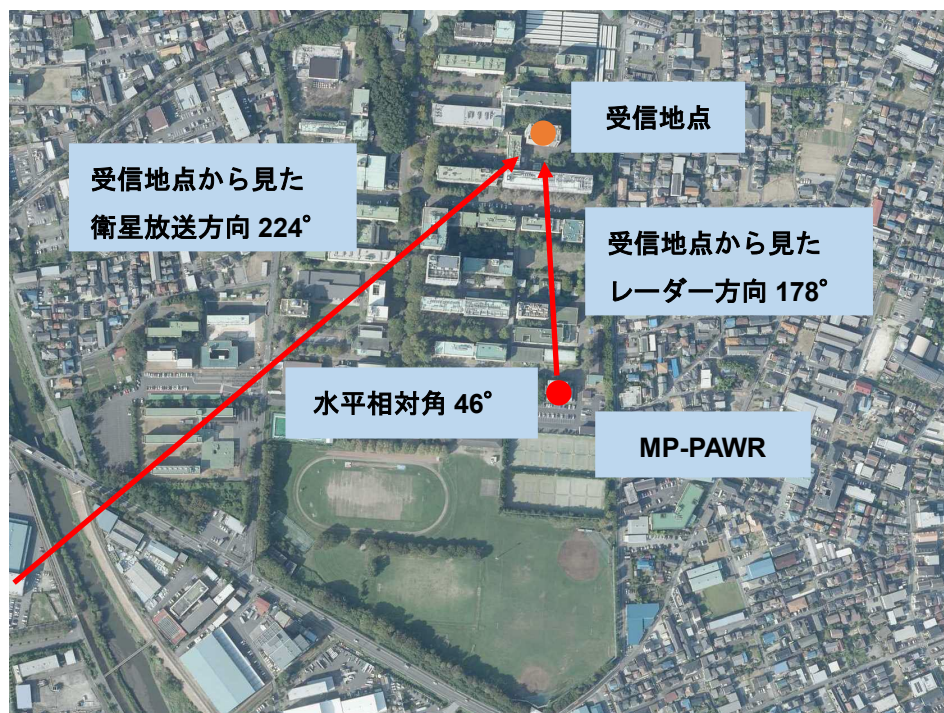 受信地点
受信地点から見た
衛星放送方向 224°
受信地点から見た
レーダー方向 178°
水平相対角 46°
MP-PAWR